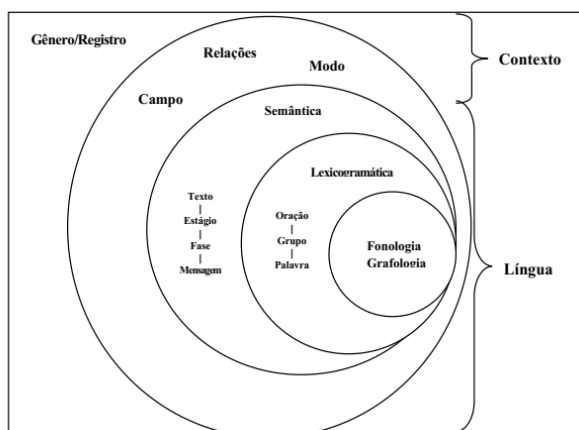 Gênero/Registro
Relações
Modo
Campo
Contexto
Semântica
Lexicogramática
Texto
Estágio
Fase
Mensagem
Oração
Grupo
Palavra
Fonologia
Grafologia
Língua